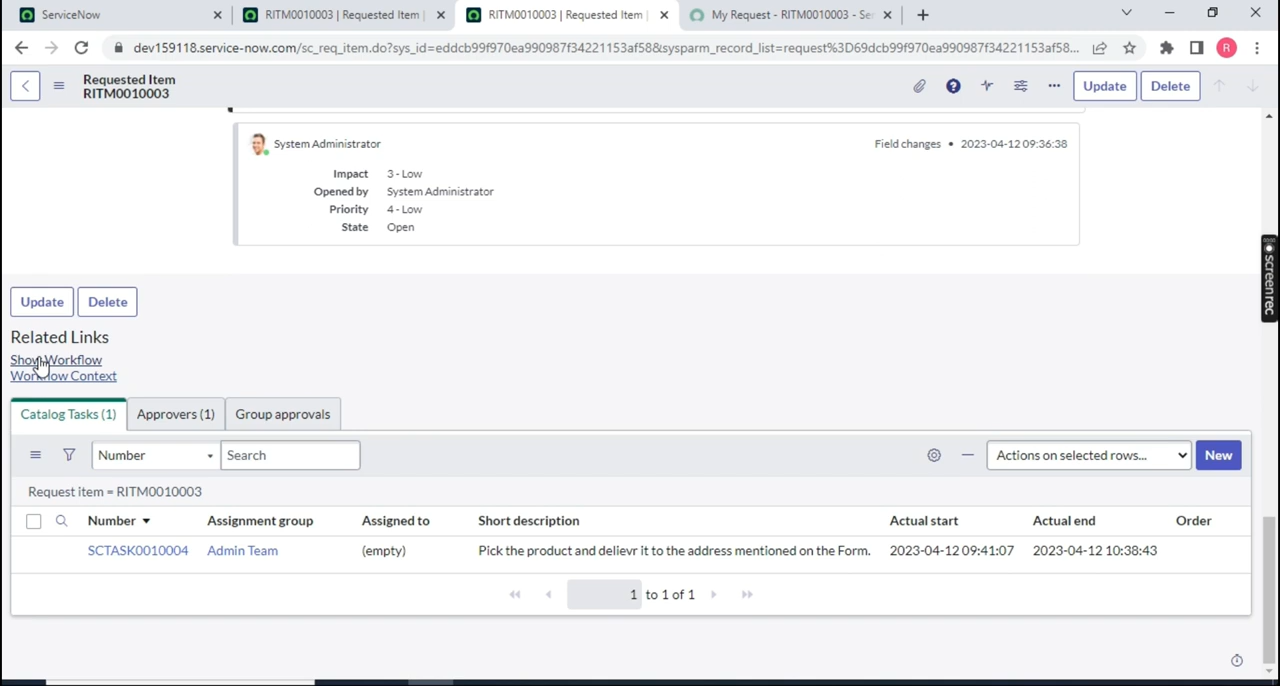 ServiceNow
RITM0010003 | Requested Item |
RITM0010003 | Requested Item |
My Request - RITM0010003 - Ser
dev159118.service-now.com/sc_req_item.do?sys_id=eddcb99f970ea990987f34221153af58&sysparm_record_list=request%3D69dcb99f970ea990987f34221153af58...
R
Requested Item
RITM0010003
Update
Delete
System Administrator
Field changes • 2023-04-12 09:36:38
Impact 3 - Low
Opened by System Administrator
Priority 4 - Low
State Open
screenrec
Update
Delete
Related Links
Show Workflow
Workflow Context
Catalog Tasks (1)
Approvers (1)
Group approvals
Number
Search
Actions on selected rows...
New
Request item = RITM0010003
Number Assignment group Assigned to Short description Actual start Actual end Order
SCTASK0010004 Admin Team (empty) Pick the product and delievr it to the address mentioned on the Form. 2023-04-12 09:41:07 2023-04-12 10:38:43
1 to 1 of 1